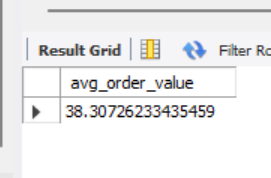 Result Grid Filter Ro
avg_order_value
38.30726233435459